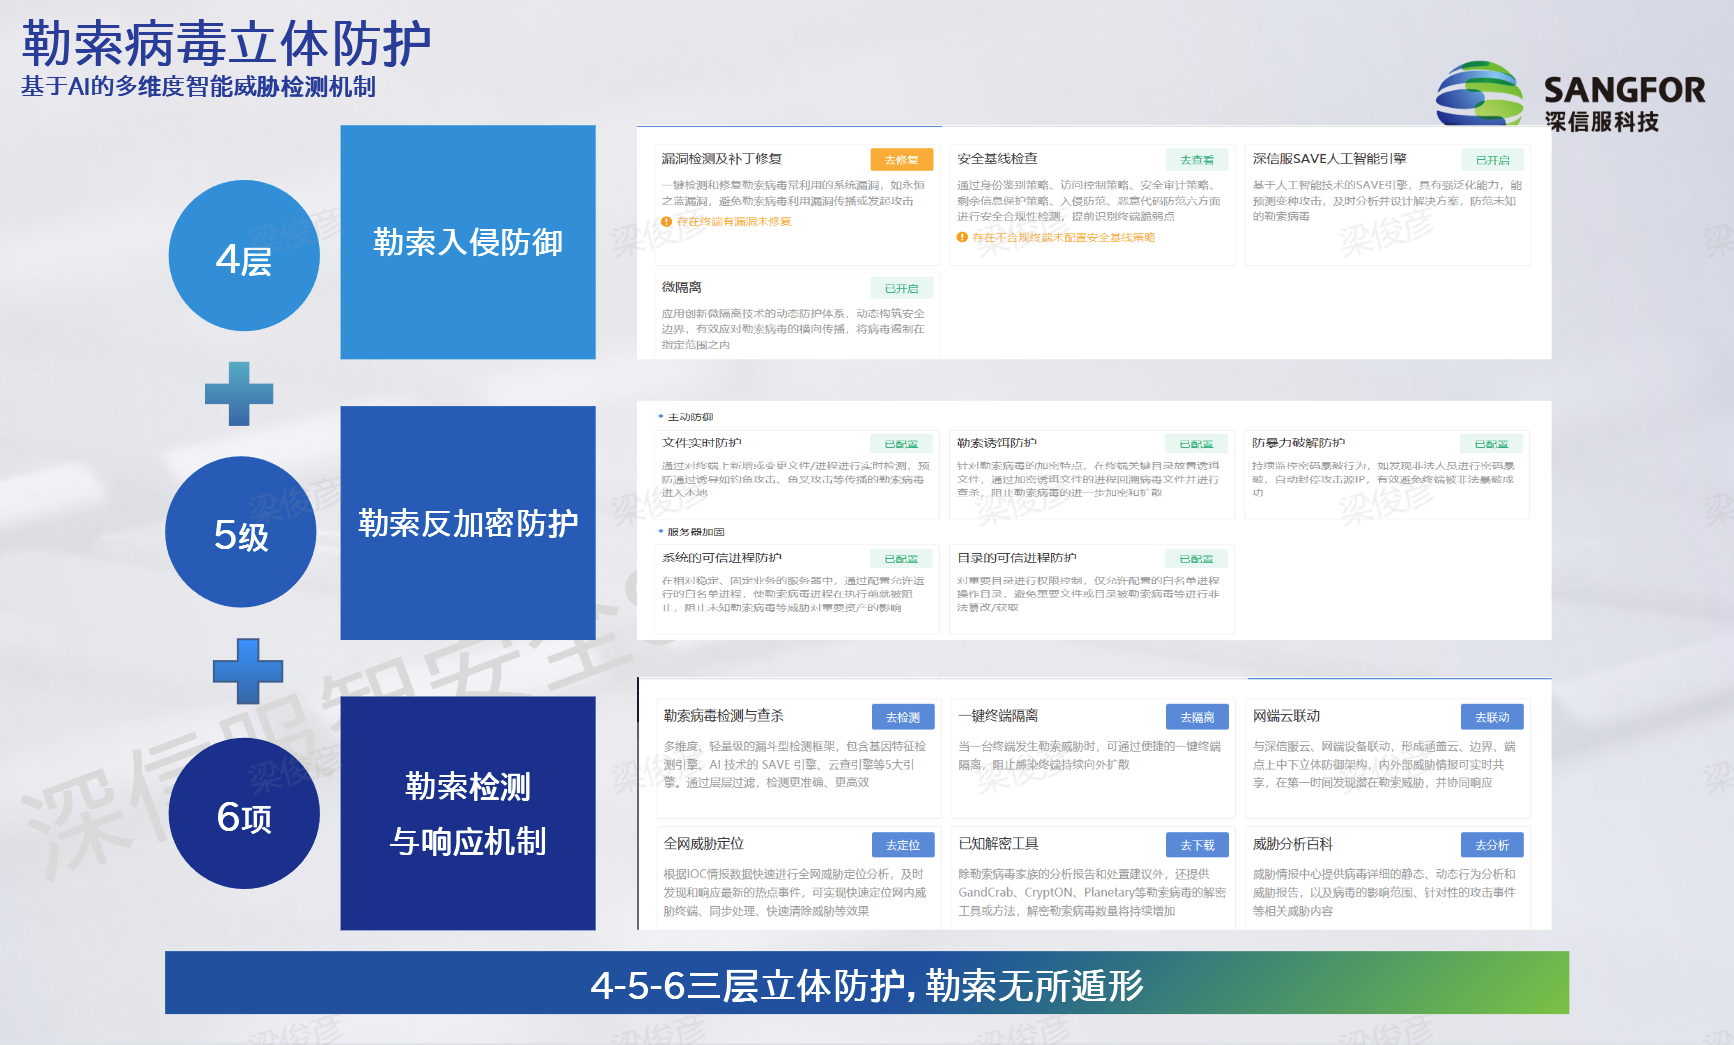 勒索病毒立体防护
基于AI的多维度智能威胁检测机制
SANGFOR
深信服科技
4层
勒索入侵防御
漏洞检测及补丁修复
去修复
一键检测和修复勒索病毒常利用的系统漏洞，如永恒
之蓝漏洞，避免勒索病毒利用漏洞传播或发起攻击
存在终端有漏洞未修复
安全基线检查
去查看
通过身份鉴别策略、访问控制策略、安全审计策略、
剩余信息保护策略、入侵防范、恶意代码防范六方面
进行安全合规性检测，提前识别终端脆弱点
存在不合规终端未配置安全基线策略
深信服SAVE人工智能引擎
已开启
基于人工智能技术的SAVE引擎，具有强泛化能力，能
预测变种攻击，及时分析并设计解决方案，防范未知
的勒索病毒
微隔离
已开启
应用创新微隔离技术的动态防护体系，动态构筑安全
边界，有效应对勒索病毒的横向传播，将病毒遏制在
指定范围之内
5级
勒索反加密防护
* 主动防御
文件实时防护
已配置
通过对终端上新增或变更文件/进程进行实时检测，预
防通过诱导如钓鱼攻击、鱼叉攻击等传播的勒索病毒
进入本地
勒索诱饵防护
已配置
针对勒索病毒的加密特点，在终端关键目录放置诱饵
文件，通过加密诱饵文件的进程回溯病毒文件并进行
查杀，阻止勒索病毒的进一步加密和扩散
防暴力破解防护
已配置
持续监控密码暴破行为，如发现非法人员进行密码暴
破，自动封停攻击源IP，有效避免终端被非法暴破成
功
* 服务器加固
系统的可信进程防护
已配置
在相对稳定、固定业务的服务器中，通过配置允许运
行的白名单进程，使勒索病毒进程在执行前就被阻
止，阻止未知勒索病毒等威胁对重要资产的影响
目录的可信进程防护
已配置
对重要目录进行权限控制，仅允许配置的白名单进程
操作目录，避免重要文件或目录被勒索病毒等进行非
法篡改/获取
6项
勒索检测
与响应机制
勒索病毒检测与查杀
去检测
多维度、轻量级的漏斗型检测框架，包含基因特征检
测引擎、AI 技术的 SAVE 引擎、云查引擎等5大引
擎。通过层层过滤，检测更准确、更高效
一键终端隔离
去隔离
当一台终端发生勒索威胁时，可通过便捷的一键终端
隔离，阻止感染终端持续向外扩散
网端云联动
去联动
与深信服云、网端设备联动，形成涵盖云、边界、端
点上中下立体防御架构，内外部威胁情报可实时共
享，在第一时间发现潜在勒索威胁，并协同响应
全网威胁定位
去定位
根据IOC情报数据快速进行全网威胁定位分析，及时
发现和响应最新的热点事件，可实现快速定位网内威
胁终端、同步处理、快速清除威胁等效果
已知解密工具
去下载
除勒索病毒家族的分析报告和处置建议外，还提供
GandCrab、CryptON、Planetary等勒索病毒的解密
工具或方法，解密勒索病毒数量将持续增加
威胁分析百科
去分析
威胁情报中心提供病毒详细的静态、动态行为分析和
威胁报告，以及病毒的影响范围、针对性的攻击事件
等相关威胁内容
4-5-6三层立体防护，勒索无所遁形
深信服智安全
梁俊彦